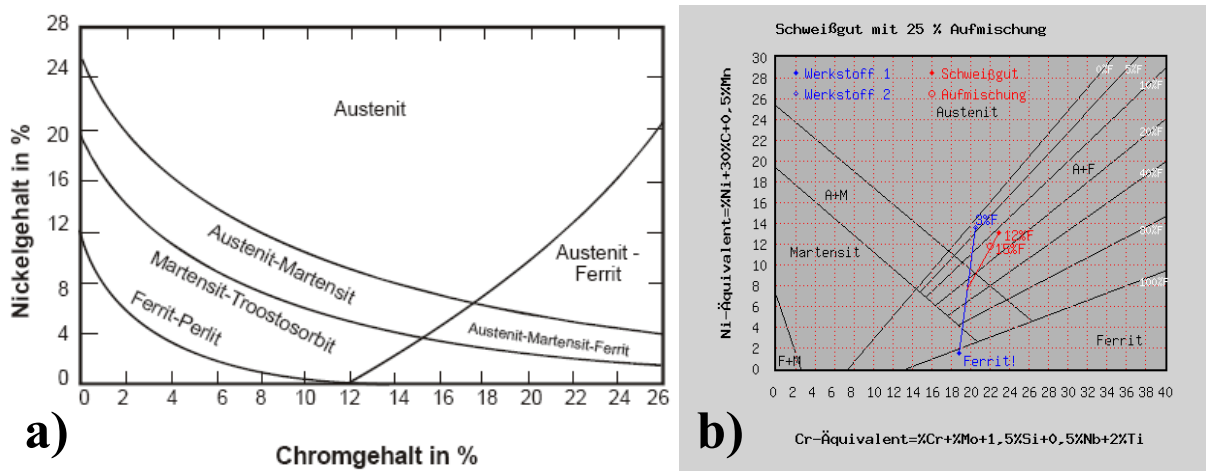 28
24
20
16
12
8
4
0
Nickelgehalt in %
Austenit
Austenit-Martensit
Martensit-Troostosorbit
Ferrit-Perlit
Austenit -
Ferrit
Austenit-Martensit-Ferrit
0 2 4 6 8 10 12 14 16 18 20 22 24 26
Chromgehalt in %
a)
Schweißgut mit 25 % Aufmischung
30
28
26
24
22
20
18
16
14
12
10
8
6
4
2
0
Ni-Äquivalent=%Ni+30%C+0,5%Mn
Werkstoff 1
Werkstoff 2
Schweißgut
Aufmischung
Austenit
0%F
5%F
10%F
20%F
40%F
80%F
100%F
A+F
A+M
Martensit
3%F
12%F
15%F
F+M
Ferrit!
Ferrit
0 2 4 6 8 10 12 14 16 18 20 22 24 26 28 30 32 34 36 38 40
Cr-Äquivalent=%Cr+%Mo+1,5%Si+0,5%Nb+2%Ti
b)